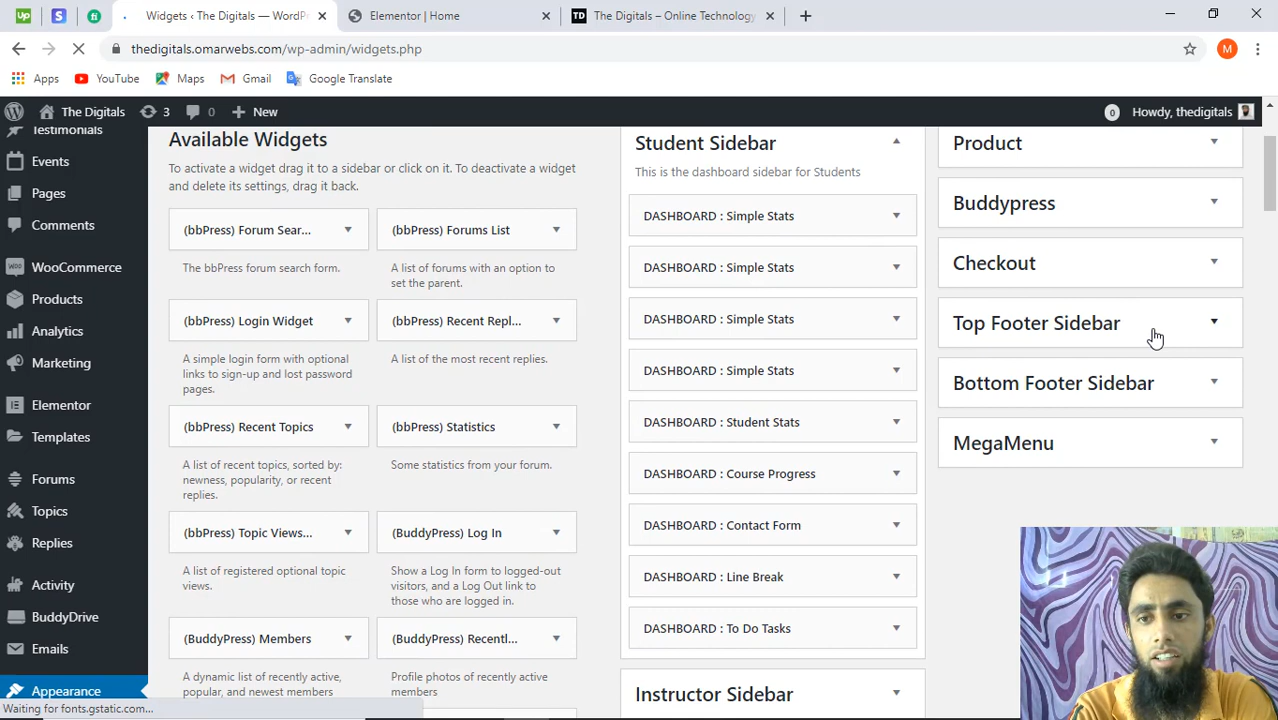 Widgets ‹ The Digitals — WordPr
Elementor | Home
The Digitals – Online Technology
thedigitals.omarwebs.com/wp-admin/widgets.php
Apps
YouTube
Maps
Gmail
Google Translate
The Digitals
3
0
New
0
Howdy, thedigitals
Testimonials
Events
Pages
Comments
WooCommerce
Products
Analytics
Marketing
Elementor
Templates
Forums
Topics
Replies
Activity
BuddyDrive
Emails
Appearance
Waiting for fonts.gstatic.com...
Available Widgets
To activate a widget drag it to a sidebar or click on it. To deactivate a widget
and delete its settings, drag it back.
(bbPress) Forum Sear...
The bbPress forum search form.
(bbPress) Forums List
A list of forums with an option to
set the parent.
(bbPress) Login Widget
A simple login form with optional
links to sign-up and lost password
pages.
(bbPress) Recent Repl...
A list of the most recent replies.
(bbPress) Recent Topics
A list of recent topics, sorted by:
newness, popularity, or recent
replies.
(bbPress) Statistics
Some statistics from your forum.
(bbPress) Topic Views...
A list of registered optional topic
views.
(BuddyPress) Log In
Show a Log In form to logged-out
visitors, and a Log Out link to
those who are logged in.
(BuddyPress) Members
A dynamic list of recently active,
popular, and newest members
(BuddyPress) Recentl...
Profile photos of recently active
members
Student Sidebar
This is the dashboard sidebar for Students
DASHBOARD : Simple Stats
DASHBOARD : Simple Stats
DASHBOARD : Simple Stats
DASHBOARD : Simple Stats
DASHBOARD : Student Stats
DASHBOARD : Course Progress
DASHBOARD : Contact Form
DASHBOARD : Line Break
DASHBOARD : To Do Tasks
Instructor Sidebar
Product
Buddypress
Checkout
Top Footer Sidebar
Bottom Footer Sidebar
MegaMenu
Up
S
fi
TD
M